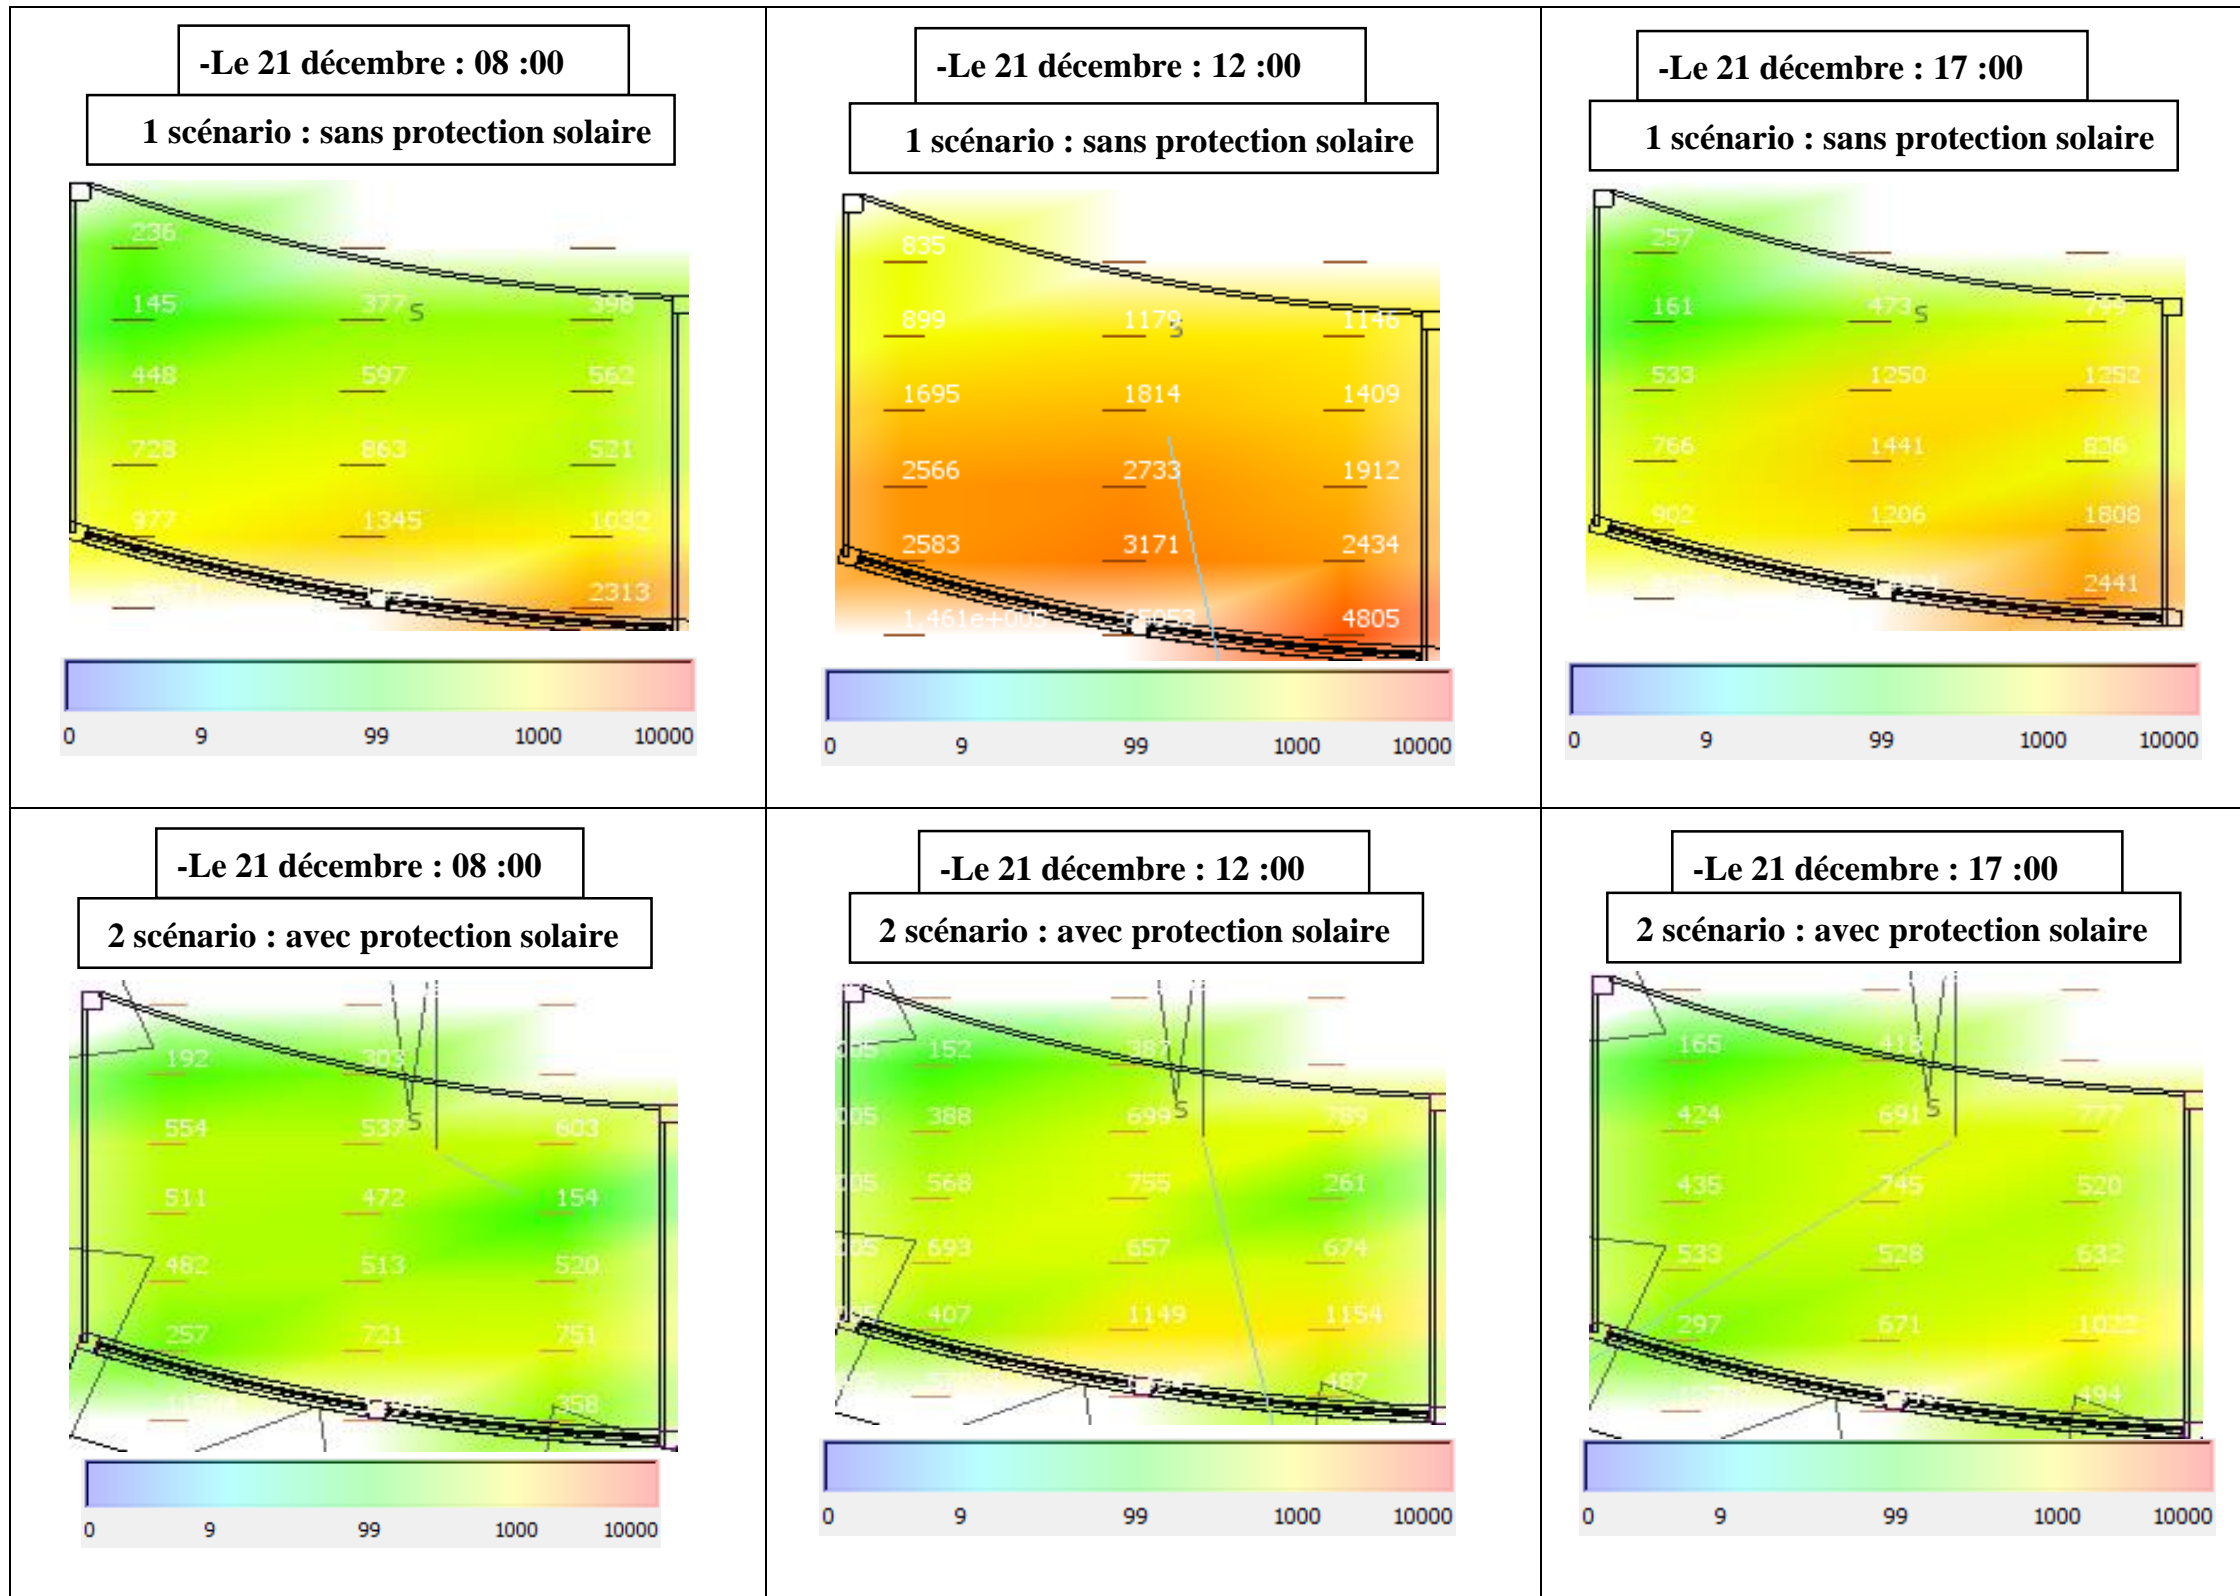 -Le 21 décembre : 08 :00
1 scénario : sans protection solaire
236
145 377 S 398
448 597 562
728 863 521
977 1345 1032
2313
0 9 99 1000 10000
-Le 21 décembre : 12 :00
1 scénario : sans protection solaire
835
899 1179 S 1146
1695 1814 1409
2566 2733 1912
2583 3171 2434
1.461e+005 65053 4805
0 9 99 1000 10000
-Le 21 décembre : 17 :00
1 scénario : sans protection solaire
257
161 473 S 799
533 1250 1252
766 1441 826
902 1206 1808
2441
0 9 99 1000 10000
-Le 21 décembre : 08 :00
2 scénario : avec protection solaire
192 303
554 537 S 603
511 472 154
482 513 520
257 721 751
358
0 9 99 1000 10000
-Le 21 décembre : 12 :00
2 scénario : avec protection solaire
005 152 387
005 388 699 S 789
005 568 755 261
005 693 657 674
005 407 1149 1154
487
0 9 99 1000 10000
-Le 21 décembre : 17 :00
2 scénario : avec protection solaire
165 418
424 691 S 777
435 745 520
533 528 632
297 671 1022
494
0 9 99 1000 10000